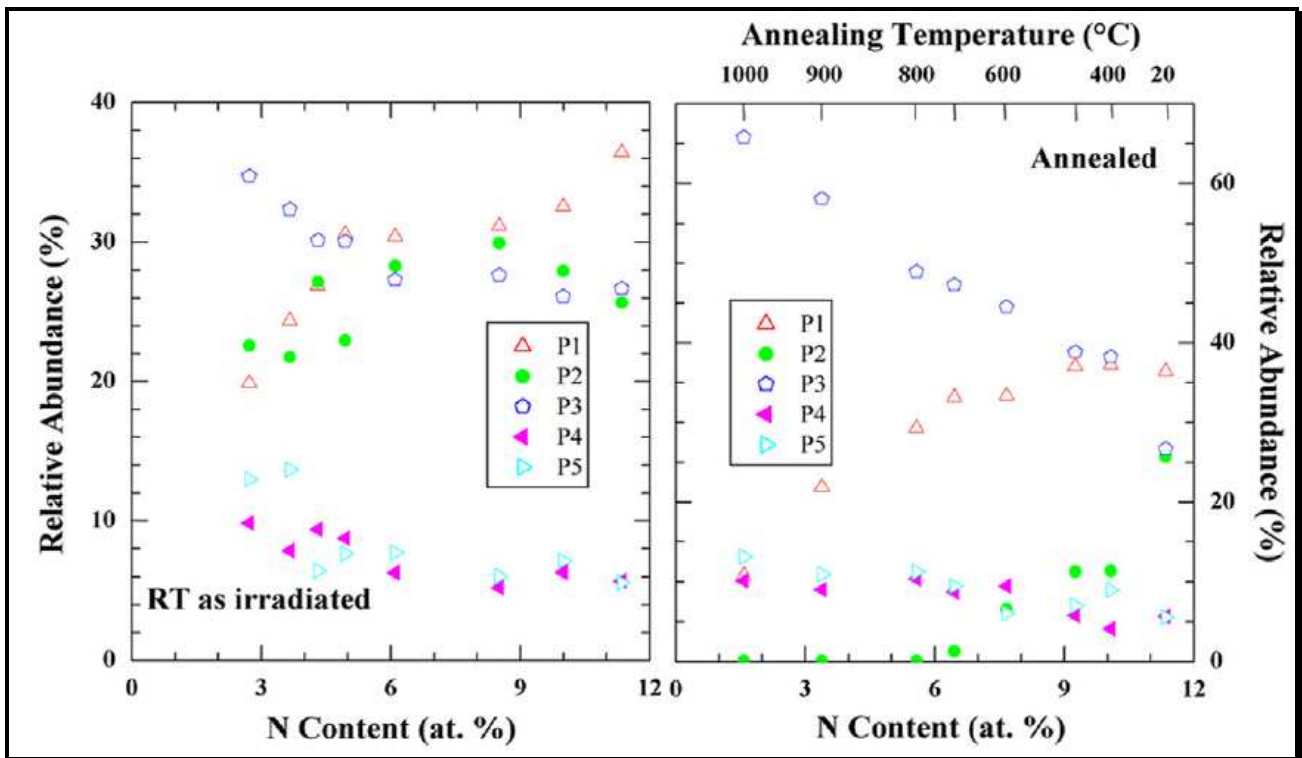 Annealing Temperature (°C)
1000 900 800 600 400 20
40
30
20
10
0
Relative Abundance (%)
P1
P2
P3
P4
P5
RT as irradiated
0 3 6 9 12
N Content (at. %)
Annealed
P1
P2
P3
P4
P5
60
40
20
0
Relative Abundance (%)
0 3 6 9 12
N Content (at. %)